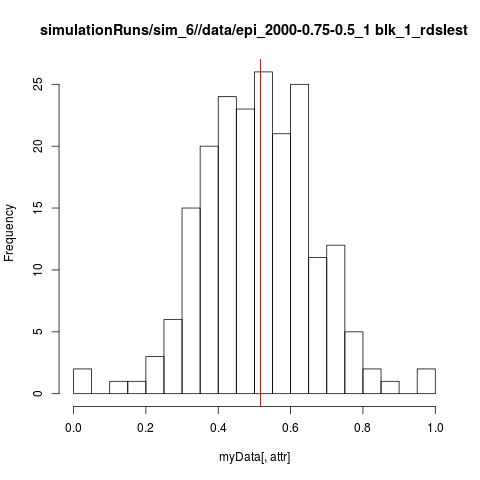 simulationRuns/sim_6//data/epi_2000-0.75-0.5_1 blk_1_rdslest
Frequency
25
20
15
10
5
0
0.0 0.2 0.4 0.6 0.8 1.0
myData[, attr]